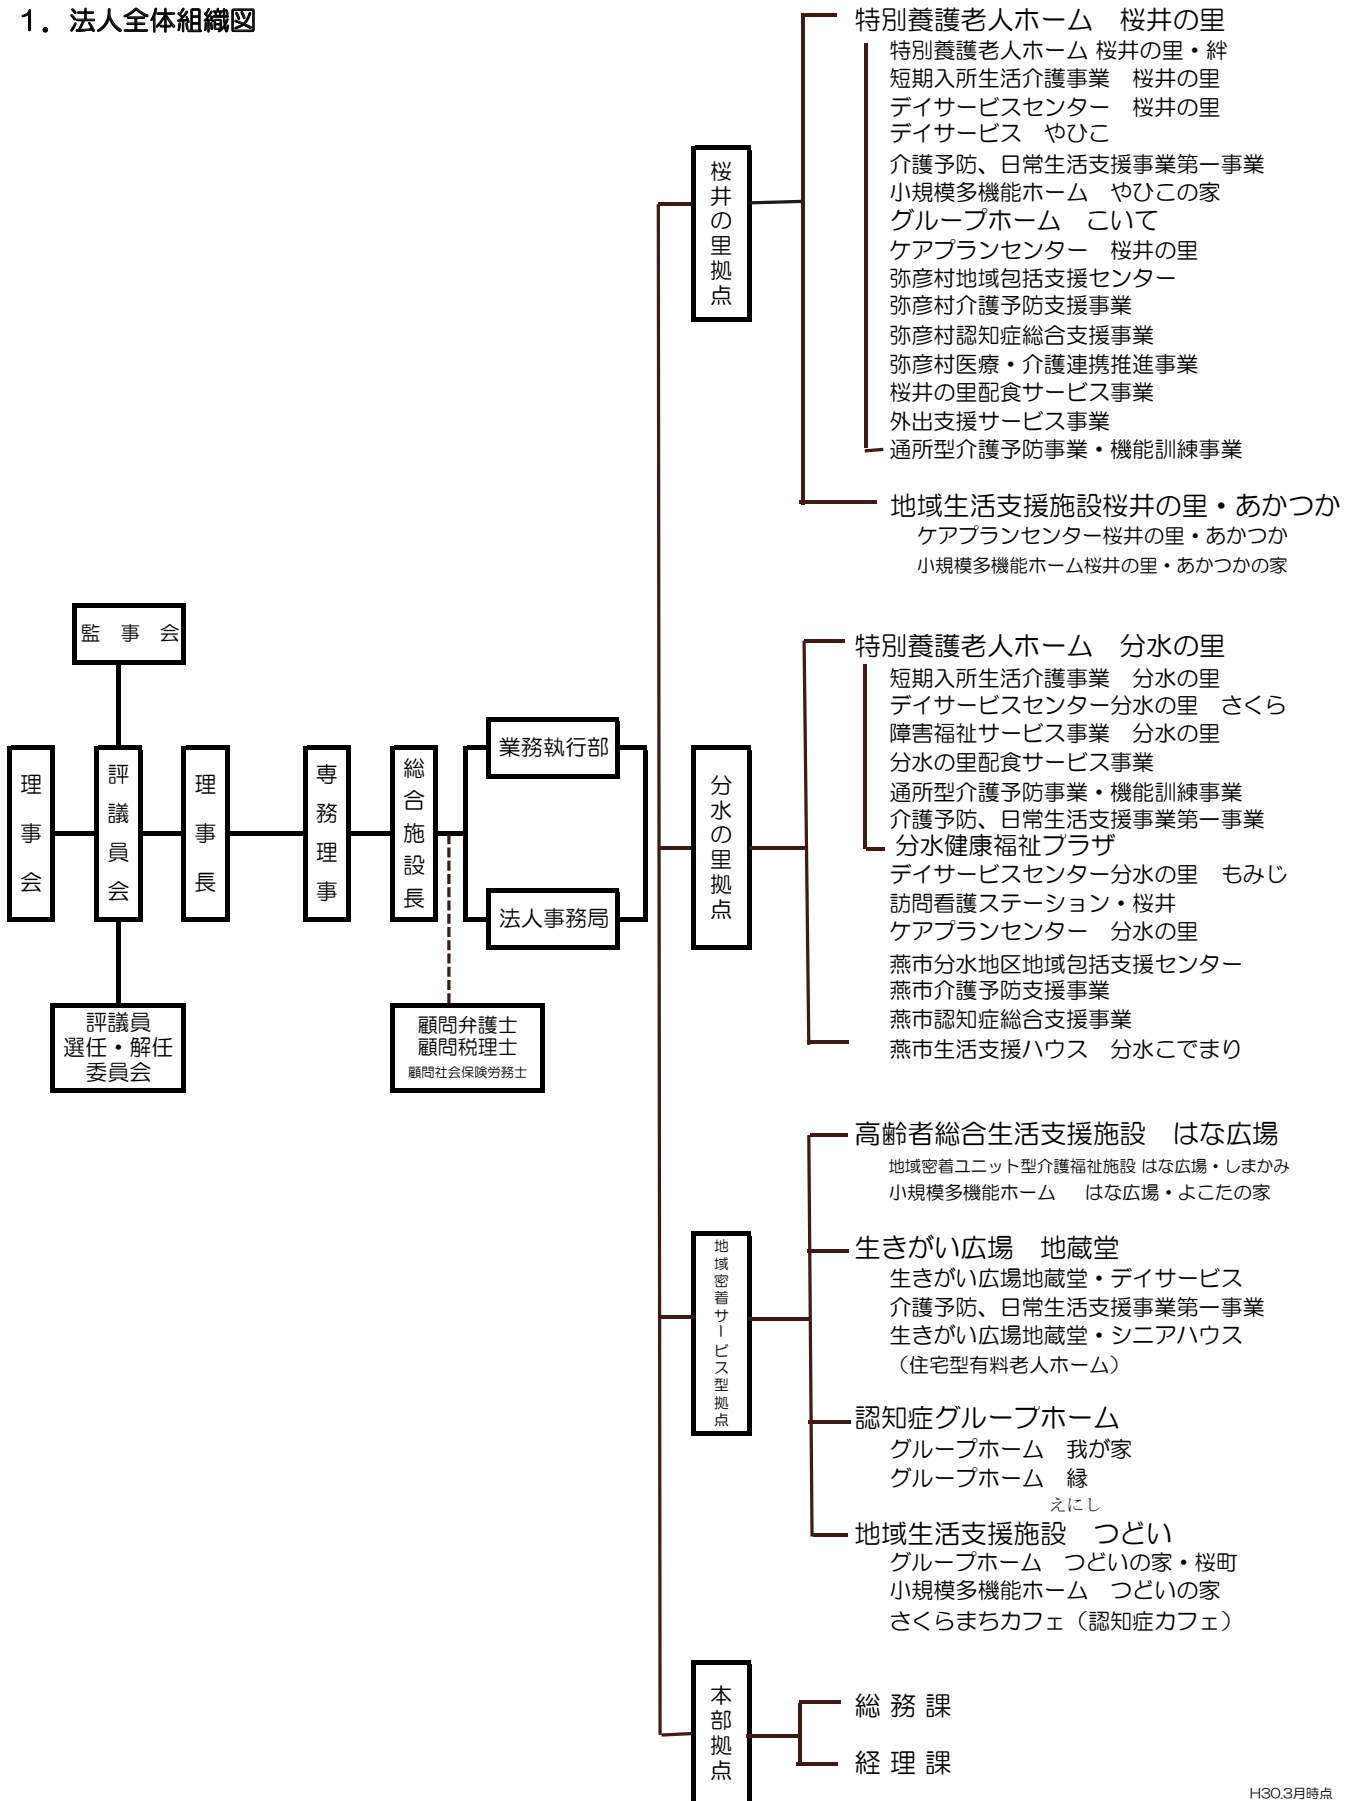 1．法人全体組織図
監　事　会
理事会
評議員会
理事長
専務理事
総合施設長
業務執行部
法人事務局
評議員
選任・解任
委員会
顧問弁護士
顧問税理士
顧問社会保険労務士
桜井の里拠点
特別養護老人ホーム　桜井の里
特別養護老人ホーム 桜井の里・絆
短期入所生活介護事業　桜井の里
デイサービスセンター　桜井の里
デイサービス　やひこ
介護予防、日常生活支援事業第一事業
小規模多機能ホーム　やひこの家
グループホーム　こいて
ケアプランセンター　桜井の里
弥彦村地域包括支援センター
弥彦村介護予防支援事業
弥彦村認知症総合支援事業
弥彦村医療・介護連携推進事業
桜井の里配食サービス事業
外出支援サービス事業
通所型介護予防事業・機能訓練事業
地域生活支援施設桜井の里・あかつか
ケアプランセンター桜井の里・あかつか
小規模多機能ホーム桜井の里・あかつかの家
分水の里拠点
特別養護老人ホーム　分水の里
短期入所生活介護事業　分水の里
デイサービスセンター分水の里　さくら
障害福祉サービス事業　分水の里
分水の里配食サービス事業
通所型介護予防事業・機能訓練事業
介護予防、日常生活支援事業第一事業
分水健康福祉プラザ
デイサービスセンター分水の里　もみじ
訪問看護ステーション・桜井
ケアプランセンター　分水の里
燕市分水地区地域包括支援センター
燕市介護予防支援事業
燕市認知症総合支援事業
燕市生活支援ハウス　分水こでまり
地域密着サービス型拠点
高齢者総合生活支援施設　はな広場
地域密着ユニット型介護福祉施設 はな広場・しまかみ
小規模多機能ホーム　はな広場・よこたの家
生きがい広場　地蔵堂
生きがい広場地蔵堂・デイサービス
介護予防、日常生活支援事業第一事業
生きがい広場地蔵堂・シニアハウス
（住宅型有料老人ホーム）
認知症グループホーム
グループホーム　我が家
グループホーム　縁
えにし
地域生活支援施設　つどい
グループホーム　つどいの家・桜町
小規模多機能ホーム　つどいの家
さくらまちカフェ（認知症カフェ）
本部拠点
総 務 課
経 理 課
H30.3月時点